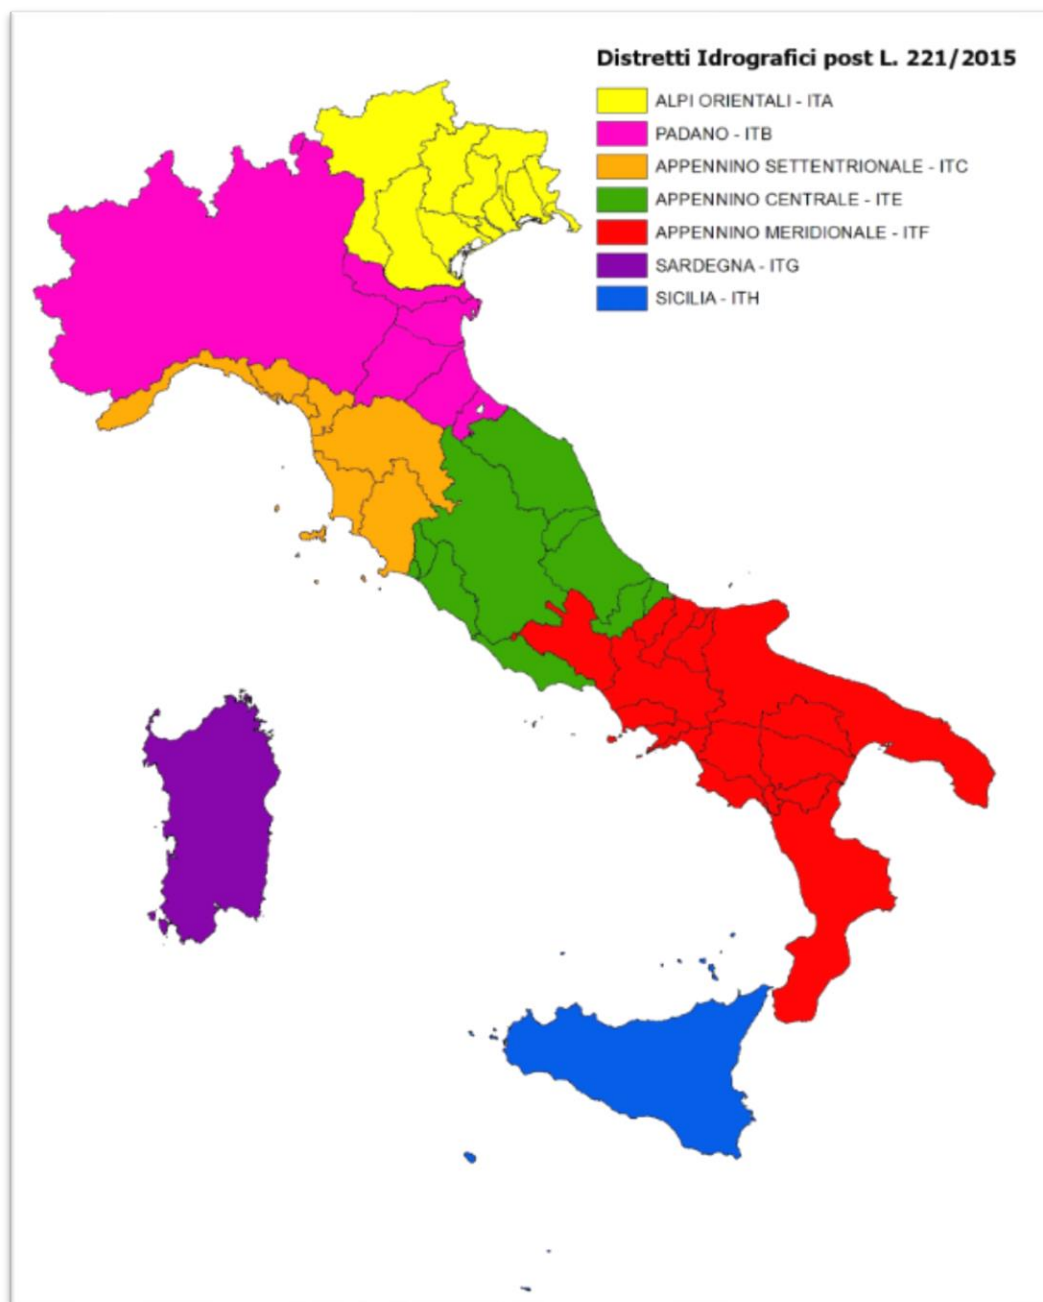 Distretti Idrografici post L. 221/2015
ALPI ORIENTALI - ITA
PADANO - ITB
APPENNINO SETTENTRIONALE - ITC
APPENNINO CENTRALE - ITE
APPENNINO MERIDIONALE - ITF
SARDEGNA - ITG
SICILIA - ITH